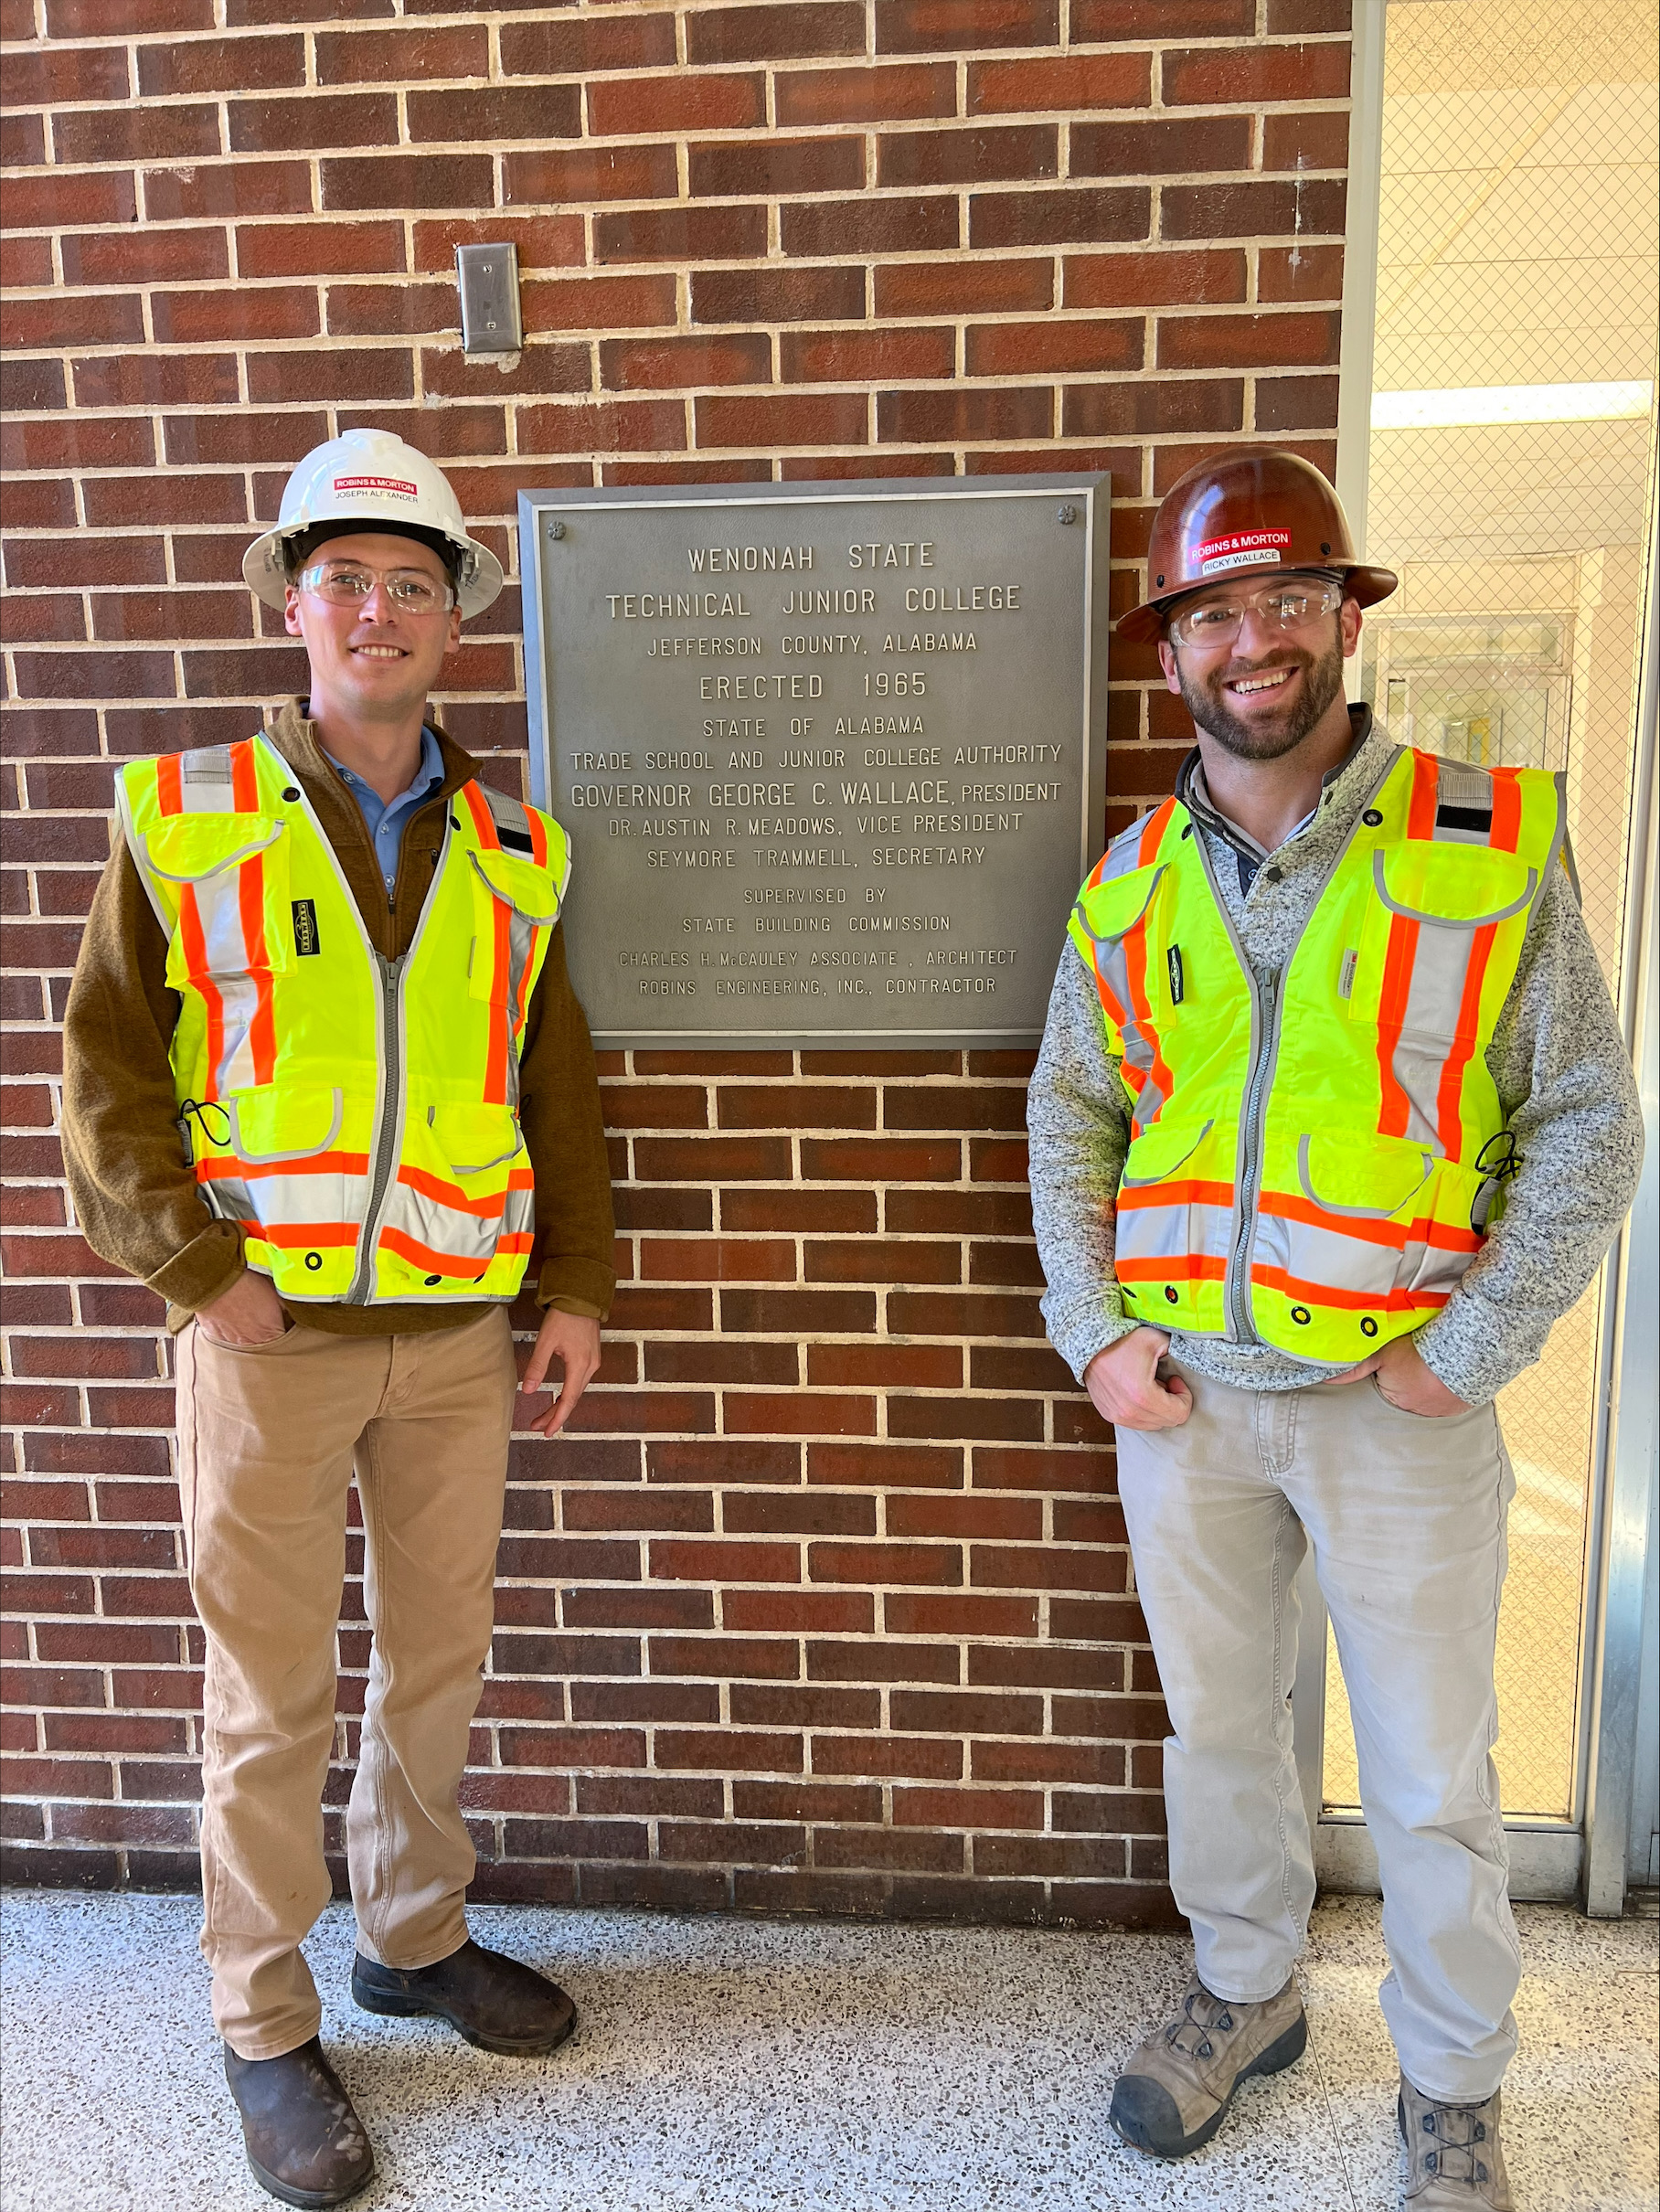 ROBINS & MORTON
JOSEPH ALEXANDER
WENONAH STATE
TECHNICAL JUNIOR COLLEGE
JEFFERSON COUNTY, ALABAMA
ERECTED 1965
STATE OF ALABAMA
TRADE SCHOOL AND JUNIOR COLLEGE AUTHORITY
GOVERNOR GEORGE C. WALLACE, PRESIDENT
DR. AUSTIN R. MEADOWS, VICE PRESIDENT
SEYMORE TRAMMELL, SECRETARY
SUPERVISED BY
STATE BUILDING COMMISSION
CHARLES H. McCAULEY ASSOCIATE, ARCHITECT
ROBINS ENGINEERING, INC., CONTRACTOR
ROBINS & MORTON
RICKY WALLACE